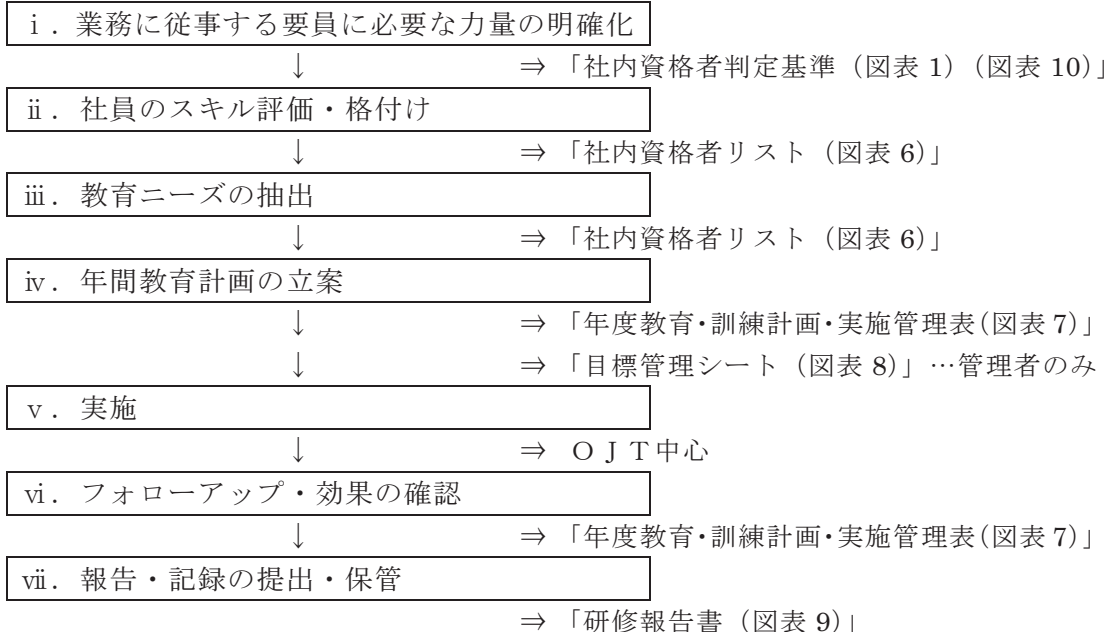 ⅰ．業務に従事する要員に必要な力量の明確化
↓ ⇒ 「社内資格者判定基準（図表 1）（図表 10）」
ⅱ．社員のスキル評価・格付け
↓ ⇒ 「社内資格者リスト（図表 6）」
ⅲ．教育ニーズの抽出
↓ ⇒ 「社内資格者リスト（図表 6）」
ⅳ．年間教育計画の立案
↓ ⇒ 「年度教育・訓練計画・実施管理表（図表 7）」
↓ ⇒ 「目標管理シート（図表 8）」…管理者のみ
ⅴ．実施
↓ ⇒ ＯＪＴ中心
ⅵ．フォローアップ・効果の確認
↓ ⇒ 「年度教育・訓練計画・実施管理表（図表 7）」
ⅶ．報告・記録の提出・保管
⇒ 「研修報告書（図表 9）」